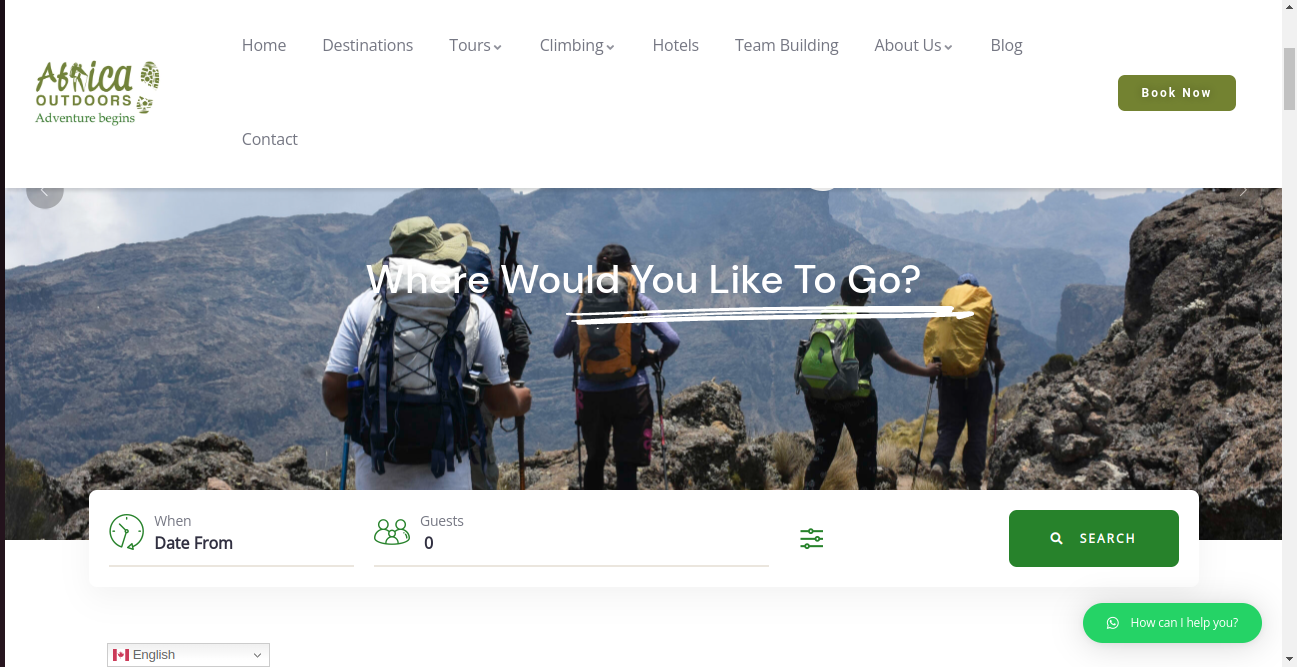 Home Destinations Tours Climbing Hotels Team Building About Us Blog
Africa
OUTDOORS
Adventure begins
Book Now
Contact
Where Would You Like To Go?
When
Date From
Guests
0
SEARCH
How can I help you?
English